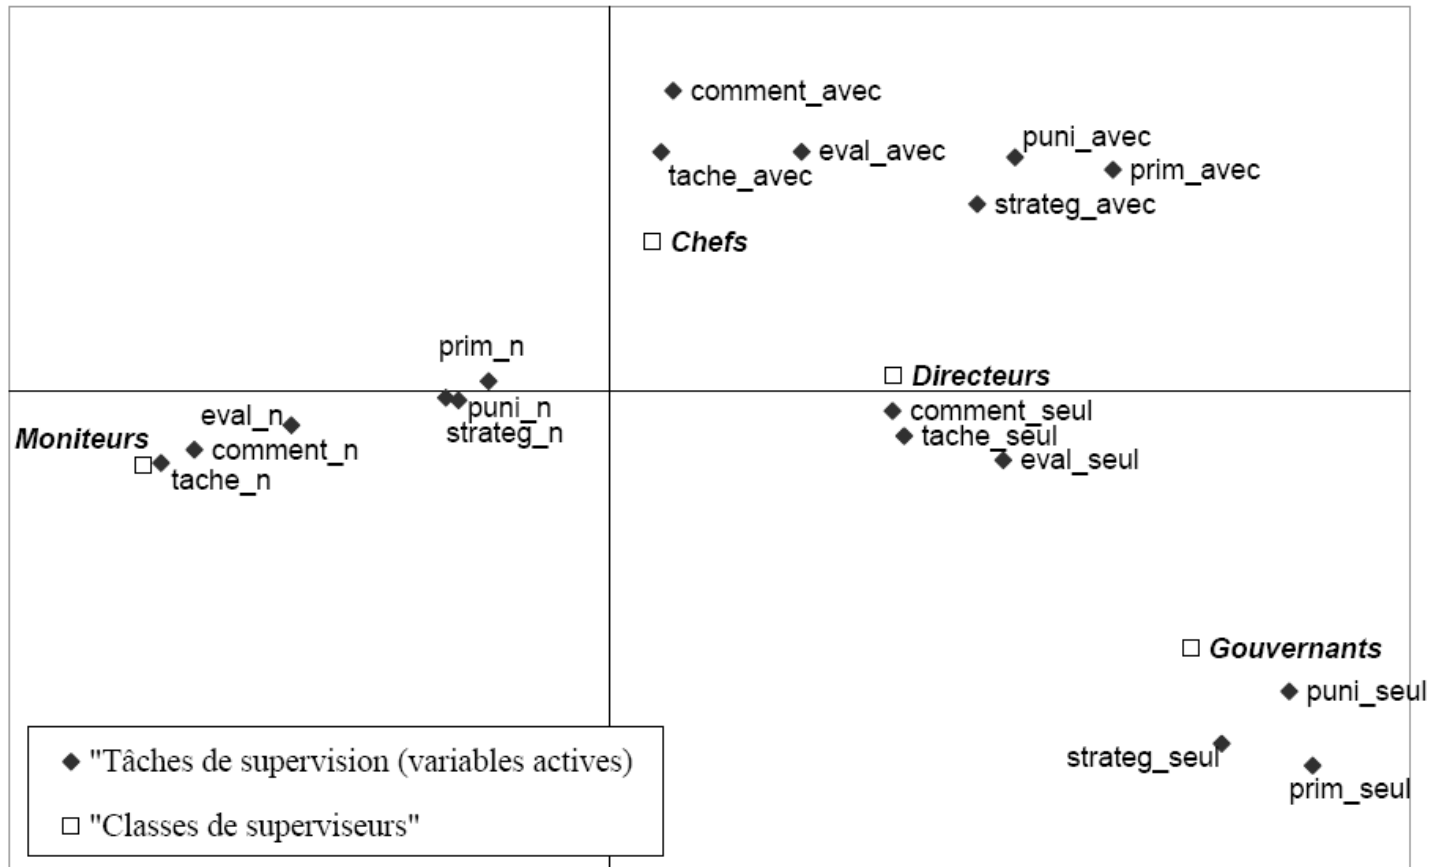 comment_avec
puni_avec
eval_avec
prim_avec
tache_avec
strateg_avec
Chefs
prim_n
Directeurs
puni_n
comment_seul
eval_n
strateg_n
tache_seul
Moniteurs
comment_n
eval_seul
tache_n
Gouvernants
puni_seul
strateg_seul
prim_seul
"Tâches de supervision (variables actives)
"Classes de superviseurs"